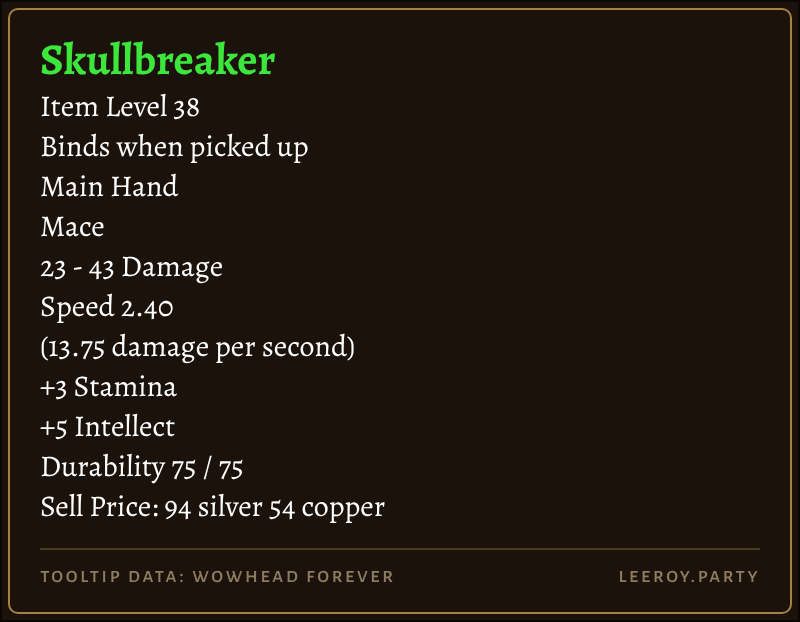 Skullbreaker
Item Level 38
Binds when picked up
Main Hand
Mace
23 - 43 Damage
Speed 2.40
(13.75 damage per second)
+3 Stamina
+5 Intellect
Durability 75 / 75
Sell Price: 94 silver 54 copper
TOOLTIP DATA: WOWHEAD FOREVER LEEROY.PARTY